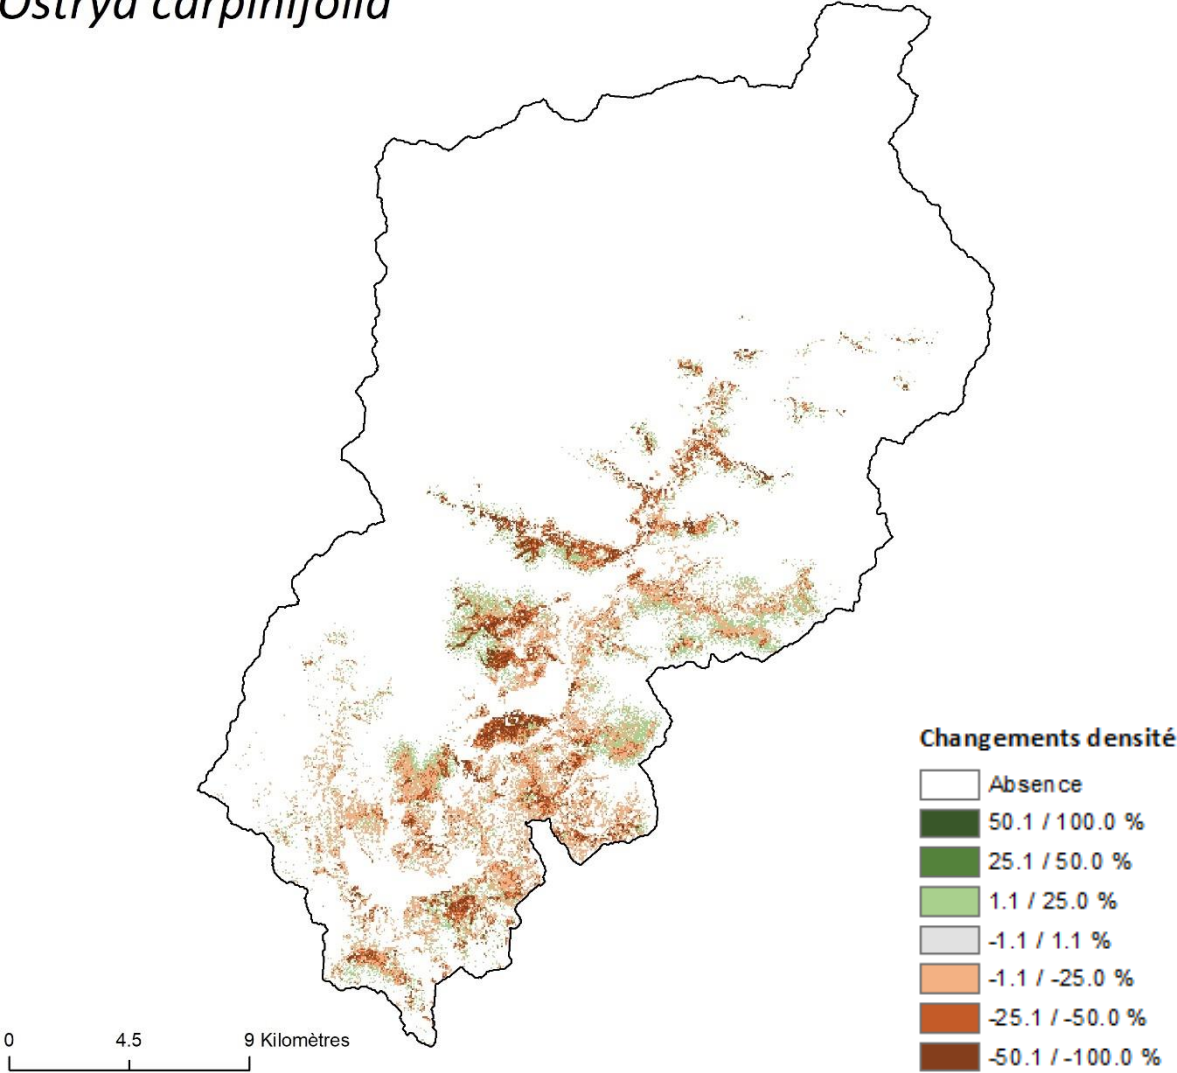 Ostrya carpinifolia
Changements densité
Absence
50.1 / 100.0 %
25.1 / 50.0 %
1.1 / 25.0 %
-1.1 / 1.1 %
-1.1 / -25.0 %
-25.1 / -50.0 %
-50.1 / -100.0 %
0 4.5 9 Kilomètres